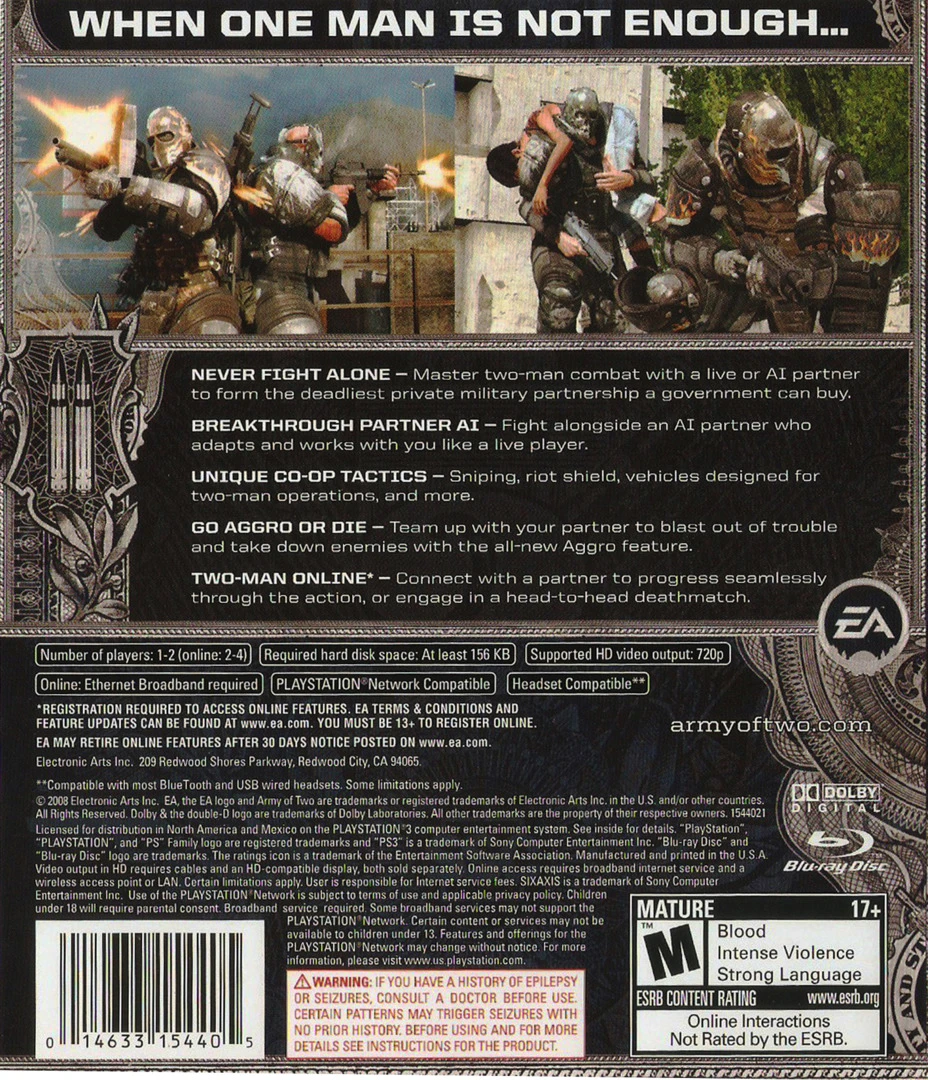 WHEN ONE MAN IS NOT ENOUGH...
NEVER FIGHT ALONE – Master two-man combat with a live or AI partner
to form the deadliest private military partnership a government can buy.
BREAKTHROUGH PARTNER AI – Fight alongside an AI partner who
adapts and works with you like a live player.
UNIQUE CO-OP TACTICS – Sniping, riot shield, vehicles designed for
two-man operations, and more.
GO AGGRO OR DIE – Team up with your partner to blast out of trouble
and take down enemies with the all-new Aggro feature.
TWO-MAN ONLINE* – Connect with a partner to progress seamlessly
through the action, or engage in a head-to-head deathmatch.
EA
Number of players: 1-2 (online: 2-4) Required hard disk space: At least 156 KB Supported HD video output: 720p
Online: Ethernet Broadband required PLAYSTATION®Network Compatible Headset Compatible**
*REGISTRATION REQUIRED TO ACCESS ONLINE FEATURES. EA TERMS & CONDITIONS AND
FEATURE UPDATES CAN BE FOUND AT www.ea.com. YOU MUST BE 13+ TO REGISTER ONLINE.
EA MAY RETIRE ONLINE FEATURES AFTER 30 DAYS NOTICE POSTED ON www.ea.com.
Electronic Arts Inc. 209 Redwood Shores Parkway, Redwood City, CA 94065.
armyoftwo.com
**Compatible with most BlueTooth and USB wired headsets. Some limitations apply.
© 2008 Electronic Arts Inc. EA, the EA logo and Army of Two are trademarks or registered trademarks of Electronic Arts Inc. in the U.S. and/or other countries.
All Rights Reserved. Dolby & the double-D logo are trademarks of Dolby Laboratories. All other trademarks are the property of their respective owners. 1544021
Licensed for distribution in North America and Mexico on the PLAYSTATION®3 computer entertainment system. See inside for details. "PlayStation",
"PLAYSTATION", and "PS" Family logo are registered trademarks and "PS3" is a trademark of Sony Computer Entertainment Inc. "Blu-ray Disc" and
"Blu-ray Disc" logo are trademarks. The ratings icon is a trademark of the Entertainment Software Association. Manufactured and printed in the U.S.A.
Video output in HD requires cables and an HD-compatible display, both sold separately. Online access requires broadband internet service and a
wireless access point or LAN. Certain limitations apply. User is responsible for Internet service fees. SIXAXIS is a trademark of Sony Computer
Entertainment Inc. Use of the PLAYSTATION®Network is subject to terms of use and applicable privacy policy. Children
under 18 will require parental consent. Broadband service required. Some broadband services may not support the
PLAYSTATION®Network. Certain content or services may not be
available to children under 13. Features and offerings for the
PLAYSTATION®Network may change without notice. For more
information, please visit www.us.playstation.com.
DOLBY
DIGITAL
Blu-ray Disc
⚠WARNING: IF YOU HAVE A HISTORY OF EPILEPSY
OR SEIZURES, CONSULT A DOCTOR BEFORE USE.
CERTAIN PATTERNS MAY TRIGGER SEIZURES WITH
NO PRIOR HISTORY. BEFORE USING AND FOR MORE
DETAILS SEE INSTRUCTIONS FOR THE PRODUCT.
0 14633 15440 5
MATURE 17+
M™
Blood
Intense Violence
Strong Language
ESRB CONTENT RATING www.esrb.org
Online Interactions
Not Rated by the ESRB.